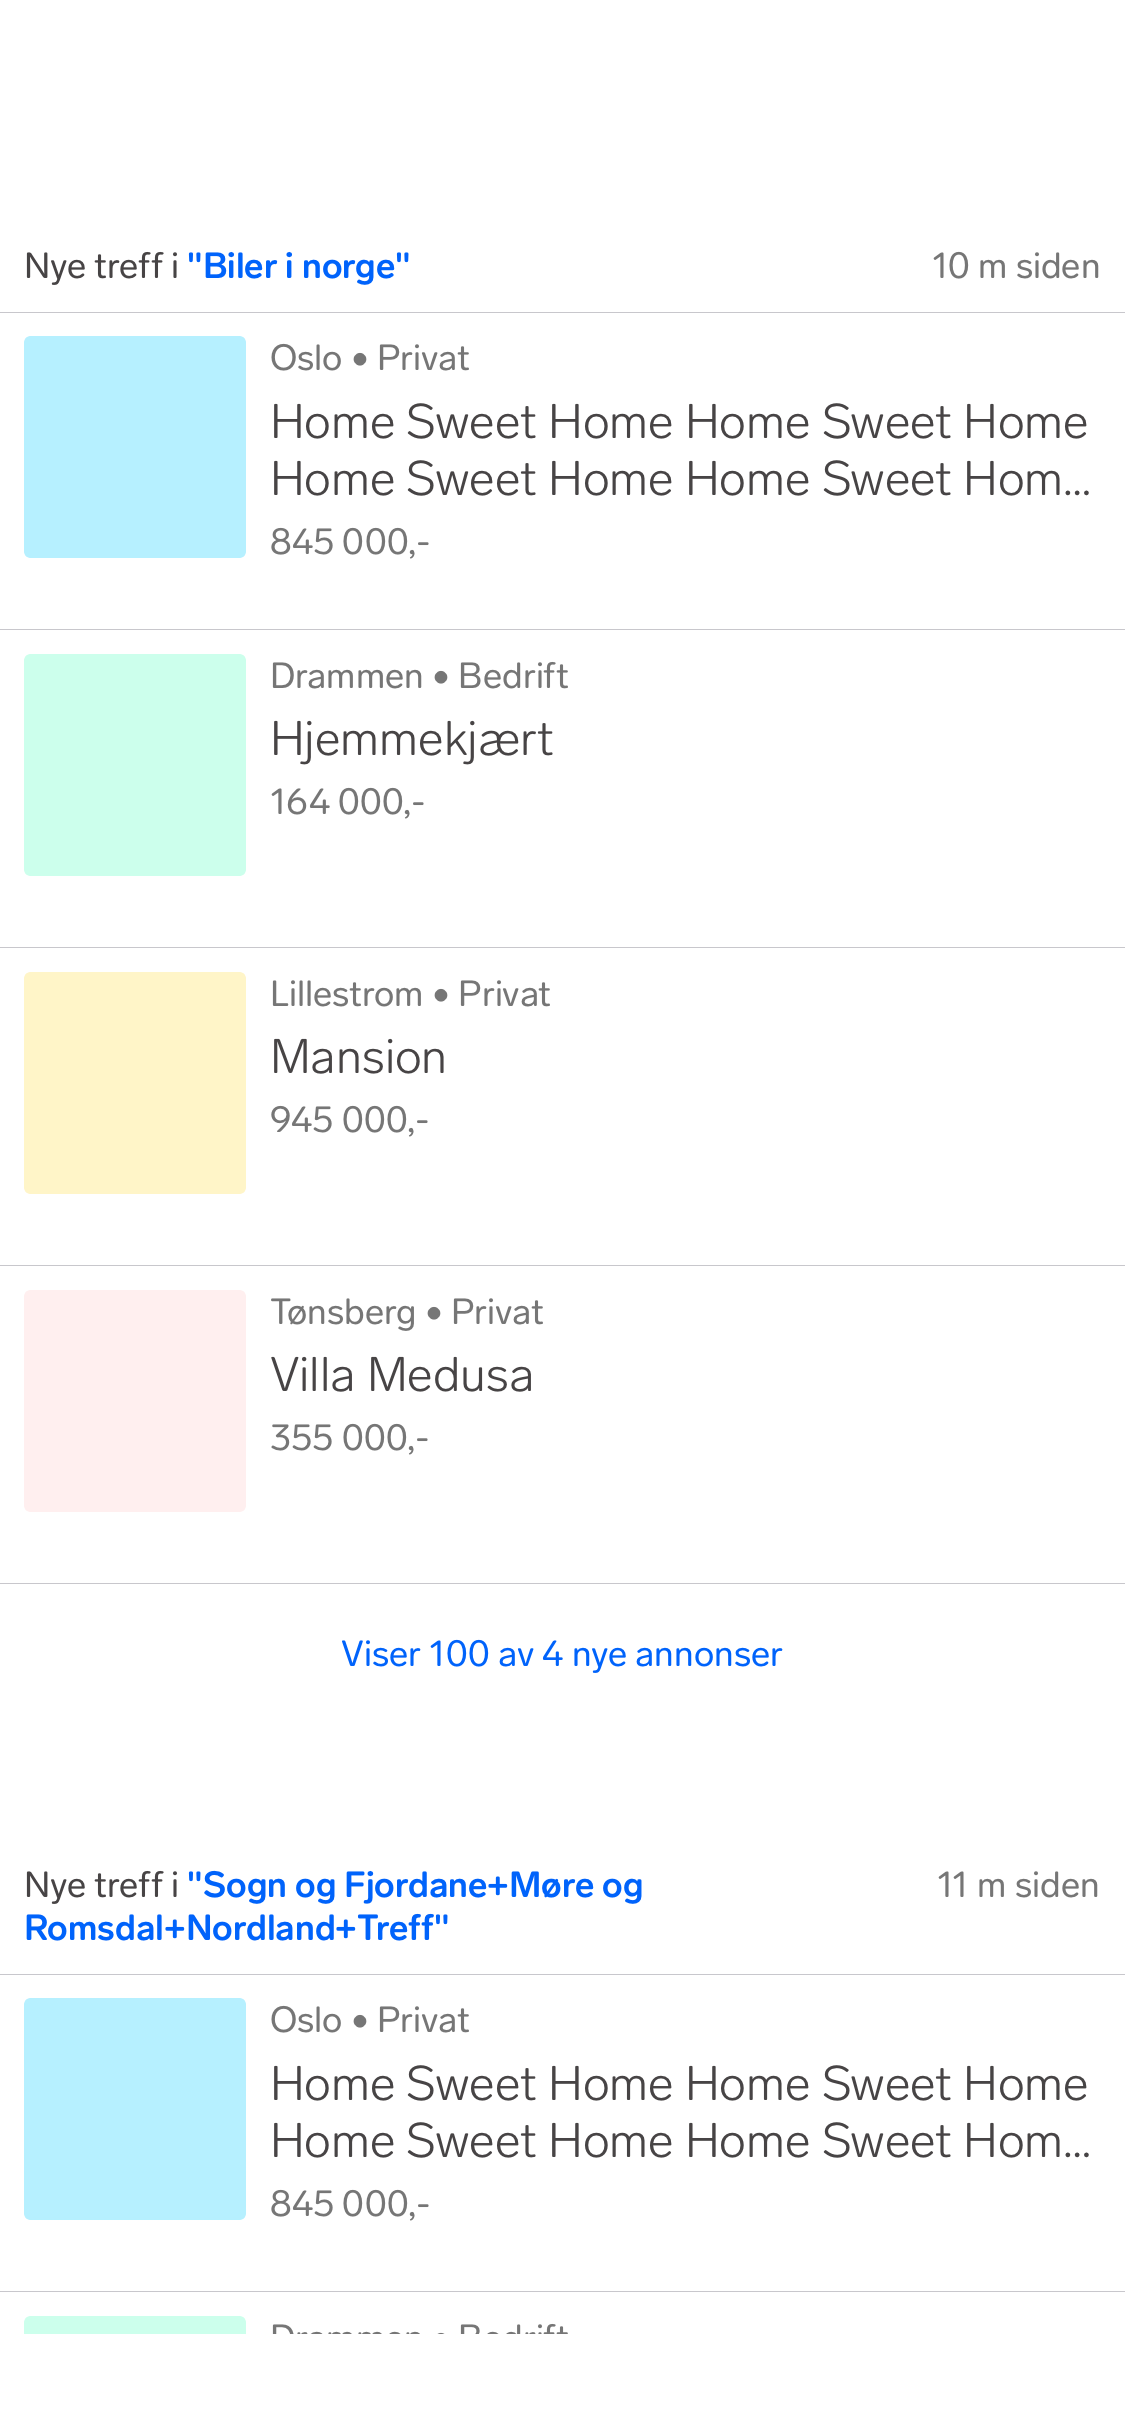 Nye treff i "Biler i norge"
10 m siden
Oslo • Privat
Home Sweet Home Home Sweet Home
Home Sweet Home Home Sweet Hom...
845 000,-
Drammen • Bedrift
Hjemmekjært
164 000,-
Lillestrom • Privat
Mansion
945 000,-
Tønsberg • Privat
Villa Medusa
355 000,-
Viser 100 av 4 nye annonser
Nye treff i "Sogn og Fjordane+Møre og
Romsdal+Nordland+Treff"
11 m siden
Oslo • Privat
Home Sweet Home Home Sweet Home
Home Sweet Home Home Sweet Hom...
845 000,-
Drammen • Bedrift